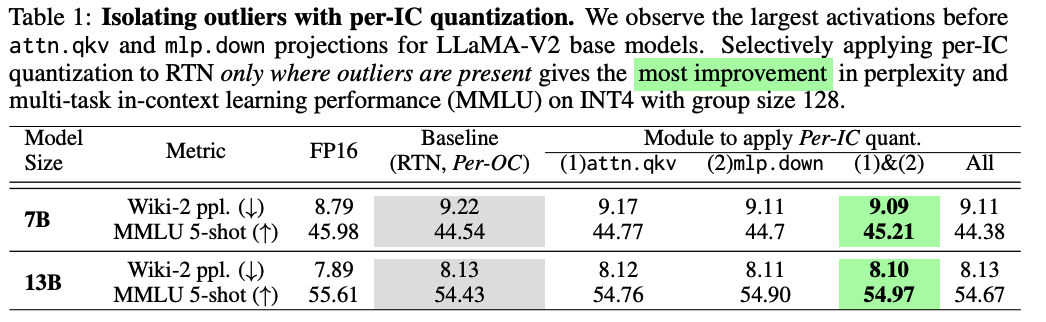 Table 1: Isolating outliers with per-IC quantization. We observe the largest activations before
attn.qkv and mlp.down projections for LLaMA-V2 base models. Selectively applying per-IC
quantization to RTN only where outliers are present gives the most improvement in perplexity and
multi-task in-context learning performance (MMLU) on INT4 with group size 128.
Model Size Metric FP16 Baseline (RTN, Per-OC) Module to apply Per-IC quant.
(1)attn.qkv (2)mlp.down (1)&(2) All
7B Wiki-2 ppl. (↓) 8.79 9.22 9.17 9.11 9.09 9.11
MMLU 5-shot (↑) 45.98 44.54 44.77 44.7 45.21 44.38
13B Wiki-2 ppl. (↓) 7.89 8.13 8.12 8.11 8.10 8.13
MMLU 5-shot (↑) 55.61 54.43 54.76 54.90 54.97 54.67